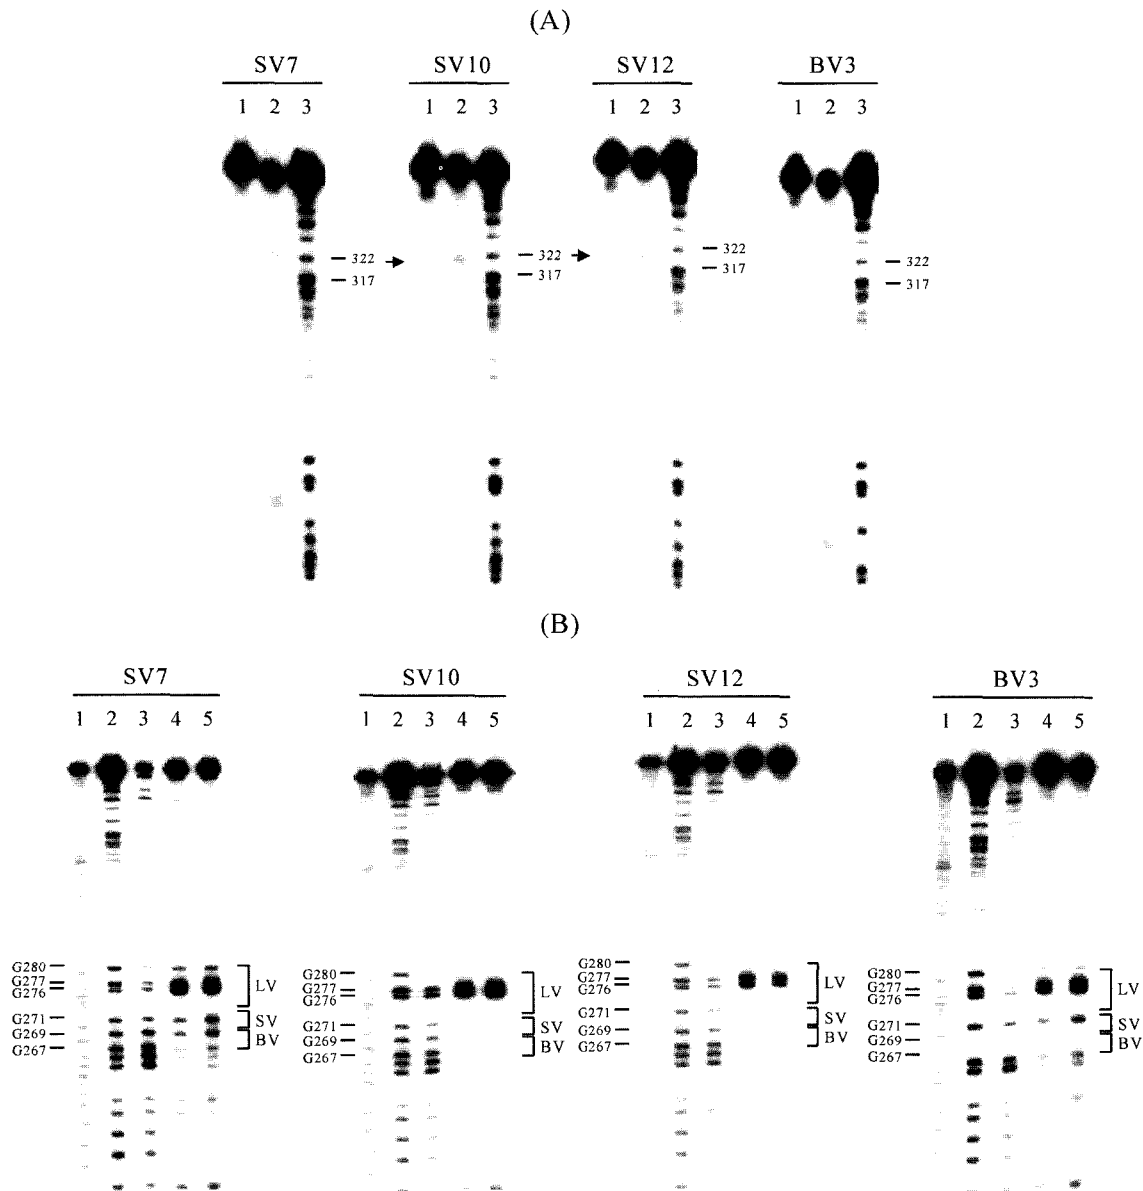 (A)
SV7 SV10 SV12 BV3
1 2 3 1 2 3 1 2 3 1 2 3
322 322 322 322
317 317 317 317
(B)
SV7 SV10 SV12 BV3
1 2 3 4 5 1 2 3 4 5 1 2 3 4 5 1 2 3 4 5
G280 G280 G280 G280
G277 G277 G277 G277
G276 G276 G276 G276
LV LV LV LV
G271 G271 G271 G271
SV SV SV SV
G269 G269 G269
BV BV BV BV
G267 G267 G267 G267